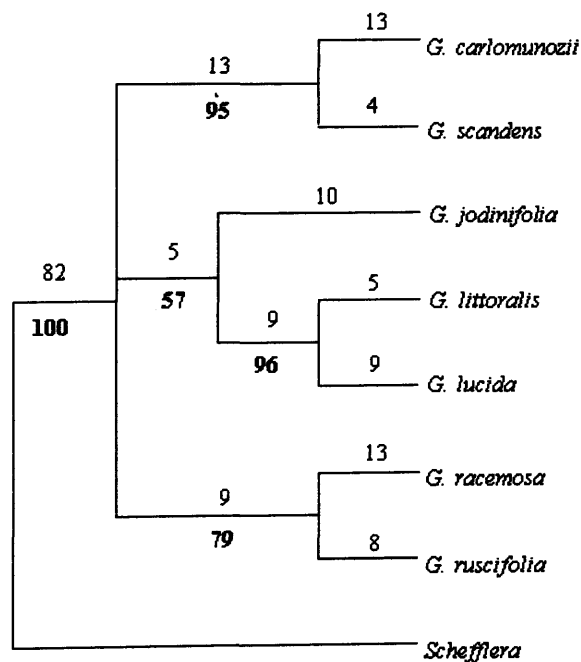 13
G. carlomunozii
13
95
4
G. scandens
10
G. jodinifolia
82
100
5
57
5
G. littoralis
9
96
9
G. lucida
13
G. racemosa
9
79
8
G. ruscifolia
Schefflera